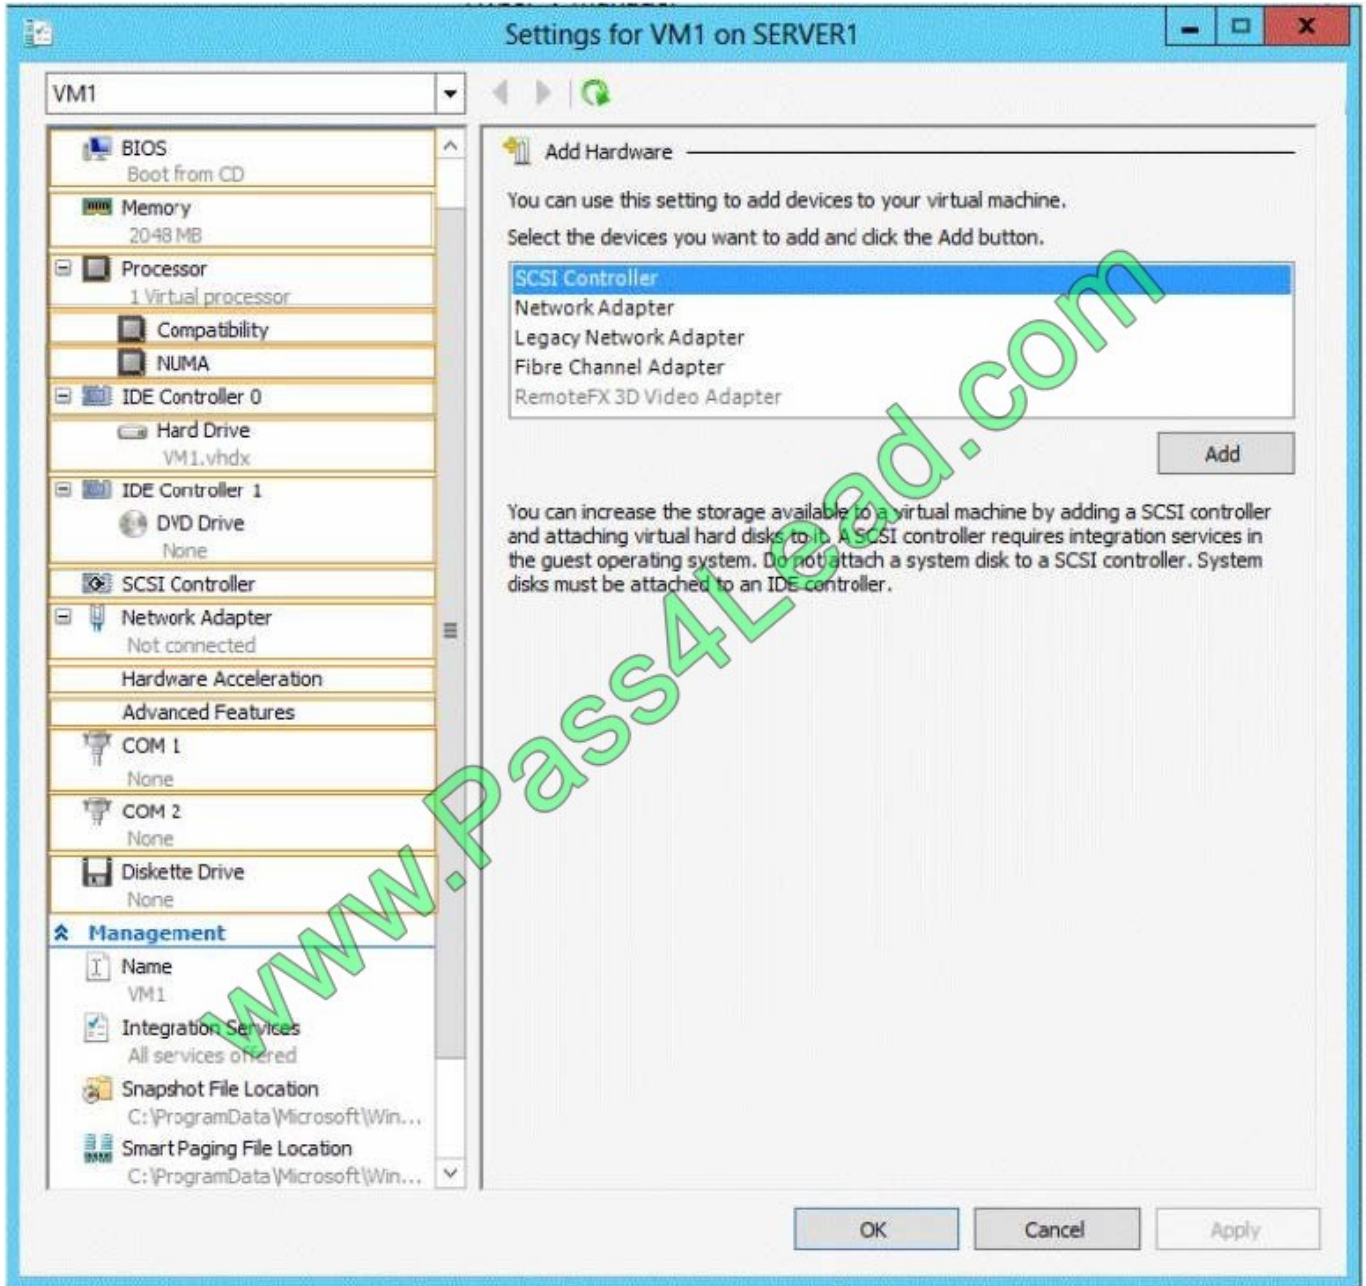 Settings for VM1 on SERVER1
VM1
BIOS
Boot from CD
Memory
2048 MB
Processor
1 Virtual processor
Compatibility
NUMA
IDE Controller 0
Hard Drive
VM1.vhdx
IDE Controller 1
DVD Drive
None
SCSI Controller
Network Adapter
Not connected
Hardware Acceleration
Advanced Features
COM 1
None
COM 2
None
Diskette Drive
None
Management
Name
VM1
Integration Services
All services offered
Snapshot File Location
C:\ProgramData\Microsoft\Win...
Smart Paging File Location
C:\ProgramData\Microsoft\Win...
Add Hardware
You can use this setting to add devices to your virtual machine.
Select the devices you want to add and click the Add button.
SCSI Controller
Network Adapter
Legacy Network Adapter
Fibre Channel Adapter
RemoteFX 3D Video Adapter
Add
You can increase the storage available to a virtual machine by adding a SCSI controller
and attaching virtual hard disks to it. A SCSI controller requires integration services in
the guest operating system. Do not attach a system disk to a SCSI controller. System
disks must be attached to an IDE controller.
OK
Cancel
Apply
www.Pass4Lead.com